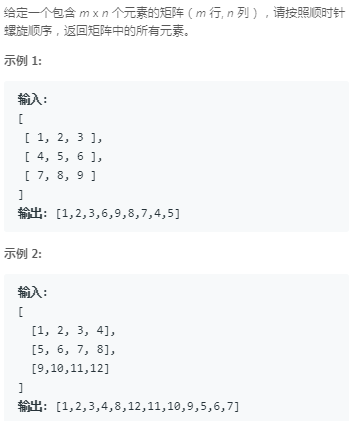 给定一个包含 m x n 个元素的矩阵（m 行, n 列），请按照顺时针
螺旋顺序，返回矩阵中的所有元素。
示例 1:
输入:
[
[ 1, 2, 3 ],
[ 4, 5, 6 ],
[ 7, 8, 9 ]
]
输出: [1,2,3,6,9,8,7,4,5]
示例 2:
输入:
[
[1, 2, 3, 4],
[5, 6, 7, 8],
[9,10,11,12]
]
输出: [1,2,3,4,8,12,11,10,9,5,6,7]